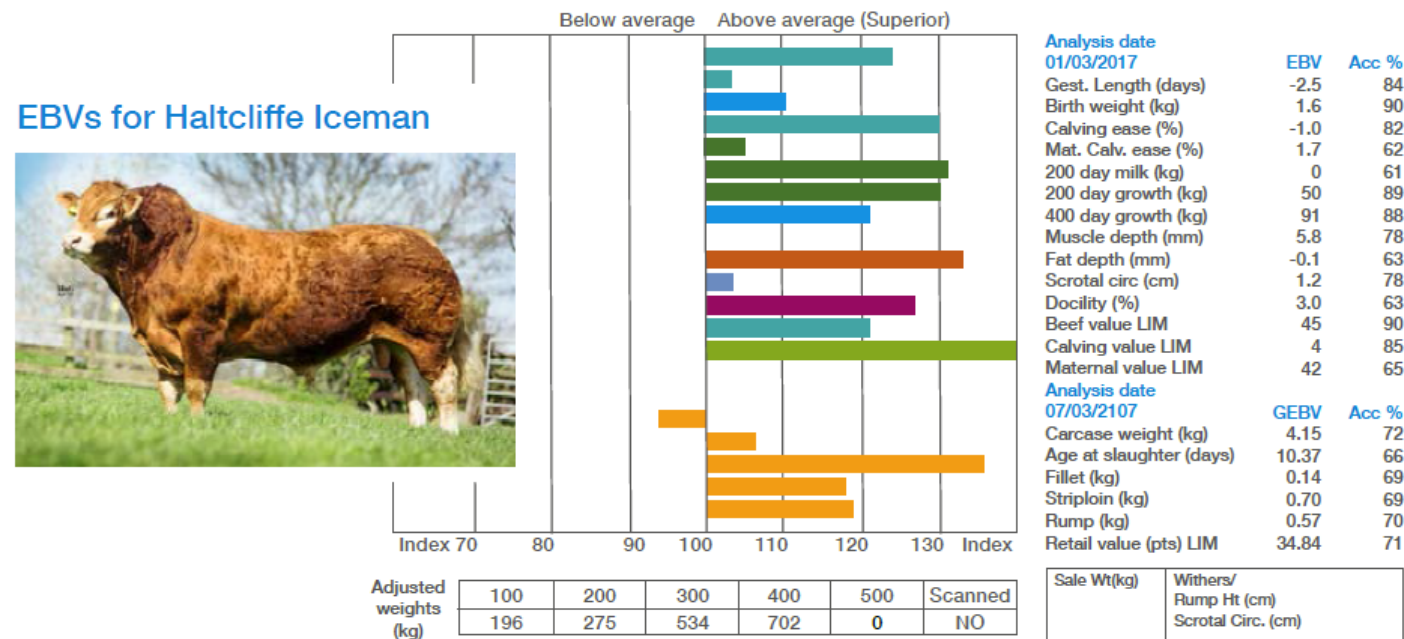 Below average Above average (Superior)
EBVs for Haltcliffe Iceman
Index 70 80 90 100 110 120 130 Index
Analysis date
01/03/2017 EBV Acc %
Gest. Length (days) -2.5 84
Birth weight (kg) 1.6 90
Calving ease (%) -1.0 82
Mat. Calv. ease (%) 1.7 62
200 day milk (kg) 0 61
200 day growth (kg) 50 89
400 day growth (kg) 91 88
Muscle depth (mm) 5.8 78
Fat depth (mm) -0.1 63
Scrotal circ (cm) 1.2 78
Docility (%) 3.0 63
Beef value LIM 45 90
Calving value LIM 4 85
Maternal value LIM 42 65
Analysis date
07/03/2107 GEBV Acc %
Carcase weight (kg) 4.15 72
Age at slaughter (days) 10.37 66
Fillet (kg) 0.14 69
Striploin (kg) 0.70 69
Rump (kg) 0.57 70
Retail value (pts) LIM 34.84 71
Adjusted
weights
(kg)
100 200 300 400 500 Scanned
196 275 534 702 0 NO
Sale Wt(kg) Withers/
Rump Ht (cm)
Scrotal Circ. (cm)